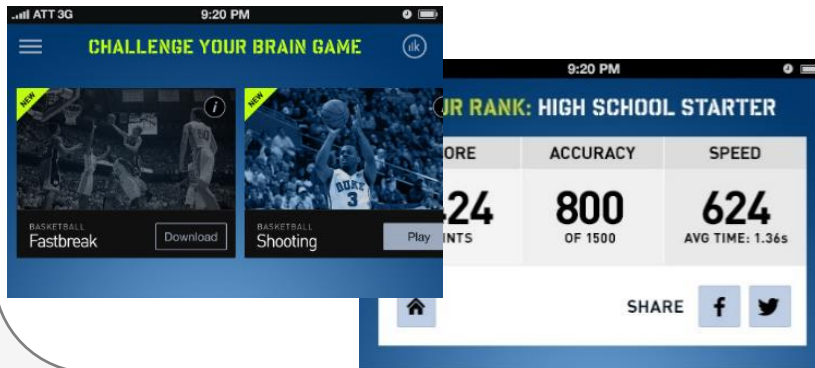 ATT 3G 9:20 PM
CHALLENGE YOUR BRAIN GAME
NEW
BASKETBALL
Fastbreak
Download
NEW
DUKE
3
BASKETBALL
Shooting
Play
9:20 PM
UR RANK: HIGH SCHOOL STARTER
ORE ACCURACY SPEED
24 800 624
INTS OF 1500 AVG TIME: 1.36s
SHARE